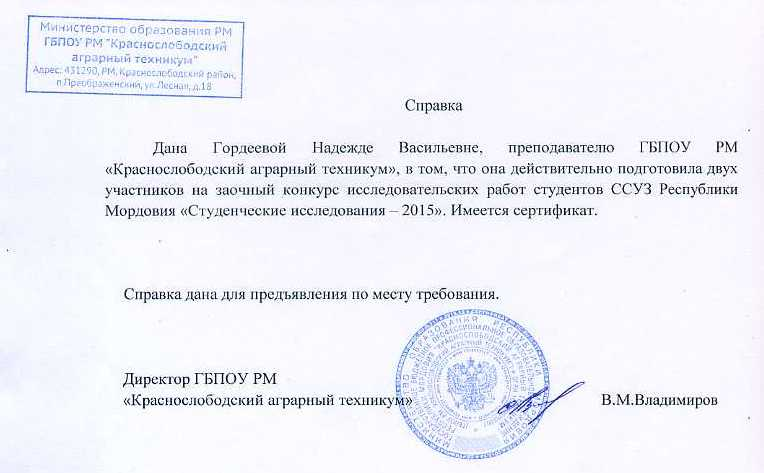 Министерство образования РМ
ГБПОУ РМ "Краснослободский
аграрный техникум"
Адрес: 431290, РМ, Краснослободский район,
п.Преображенский, ул.Лесная, д.18
Справка
Дана Гордеевой Надежде Васильевне, преподавателю ГБПОУ РМ
«Краснослободский аграрный техникум», в том, что она действительно подготовила двух
участников на заочный конкурс исследовательских работ студентов ССУЗ Республики
Мордовия «Студенческие исследования – 2015». Имеется сертификат.
Справка дана для предъявления по месту требования.
Директор ГБПОУ РМ
«Краснослободский аграрный техникум»
В.М.Владимиров
ОБРАЗОВАНИЯ РЕСПУБЛИКИ